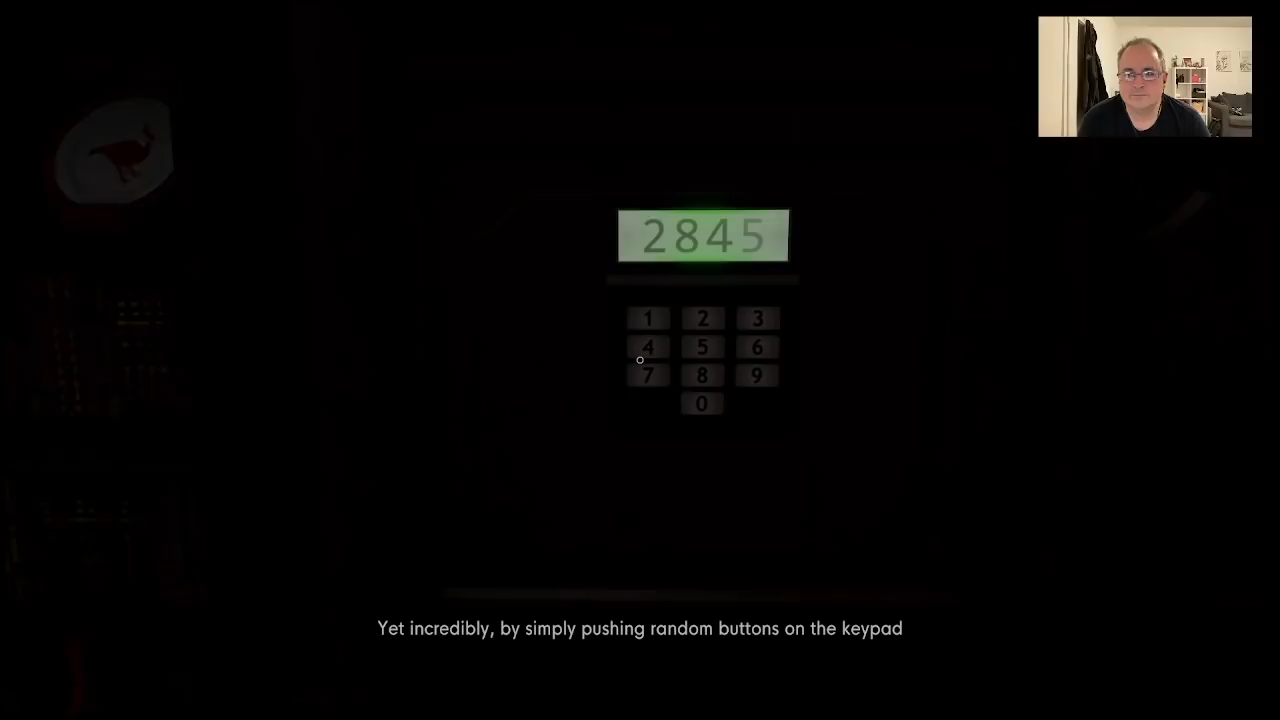 2845
1 2 3
4 5 6
7 8 9
0
Yet incredibly, by simply pushing random buttons on the keypad